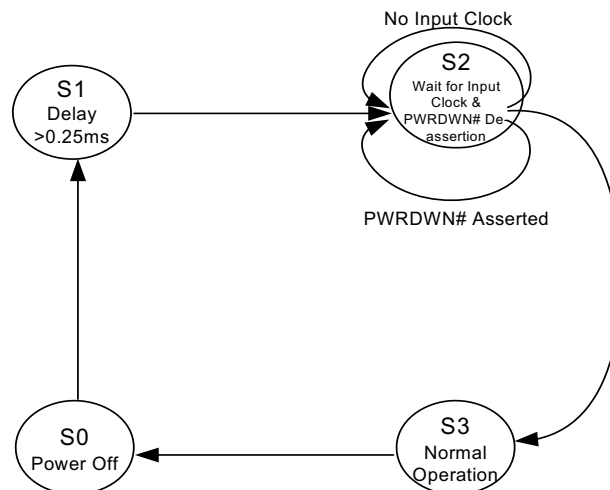 No Input Clock
S1
Delay
>0.25ms
S2
Wait for Input
Clock &
PWRDWN# De
assertion
PWRDWN# Asserted
S0
Power Off
S3
Normal
Operation